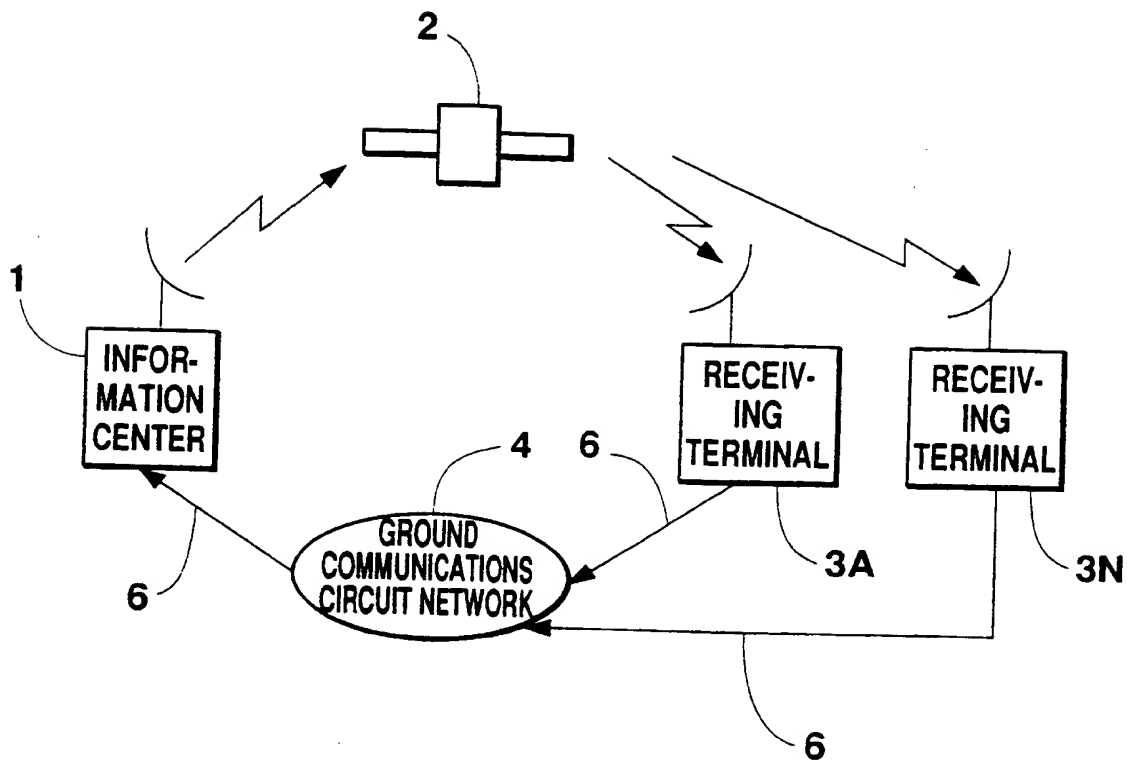 2
1
INFOR-
MATION
CENTER
RECEIV-
ING
TERMINAL
RECEIV-
ING
TERMINAL
4
6
GROUND
COMMUNICATIONS
CIRCUIT NETWORK
3A
3N
6
6